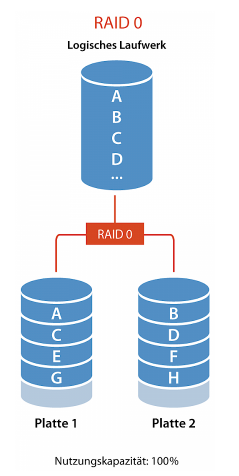 RAID 0
Logisches Laufwerk
A
B
C
D
...
RAID 0
A
C
E
G
B
D
F
H
Platte 1
Platte 2
Nutzungskapazität: 100%